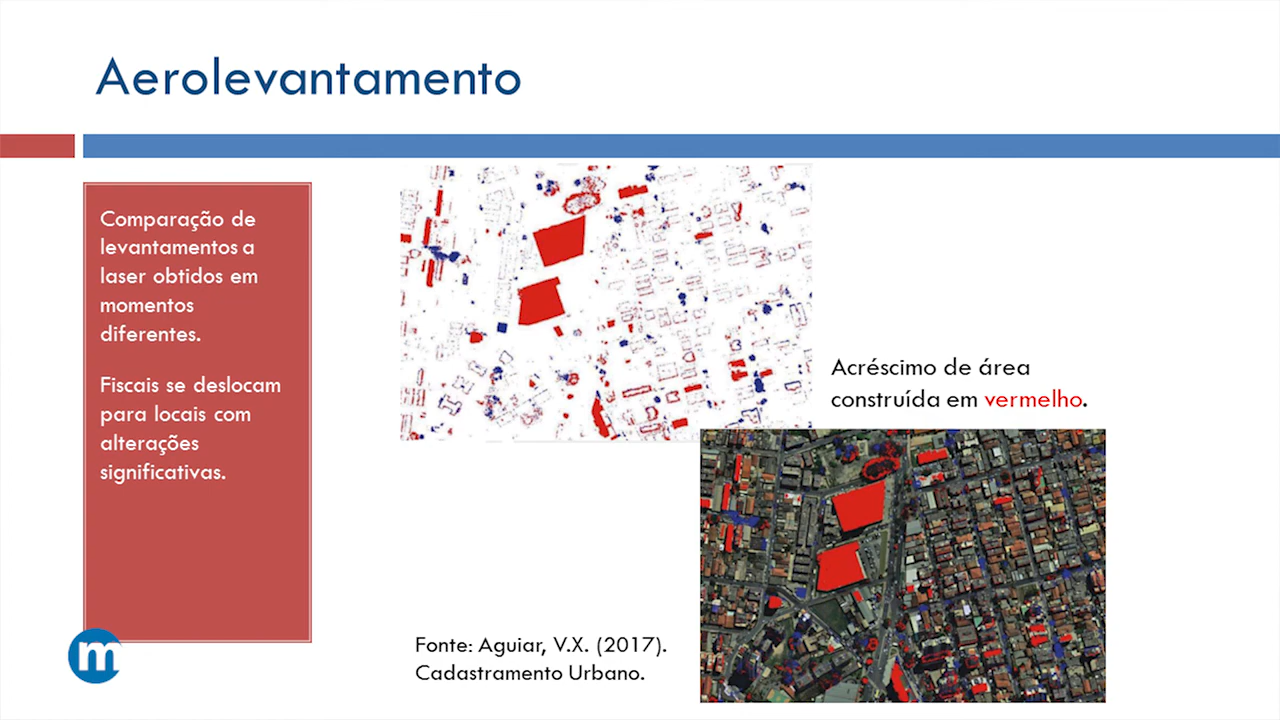 Aerolevantamento
Comparação de
levantamentos a
laser obtidos em
momentos
diferentes.
Fiscais se deslocam
para locais com
alterações
significativas.
Acréscimo de área
construída em vermelho.
Fonte: Aguiar, V.X. (2017).
Cadastramento Urbano.
m